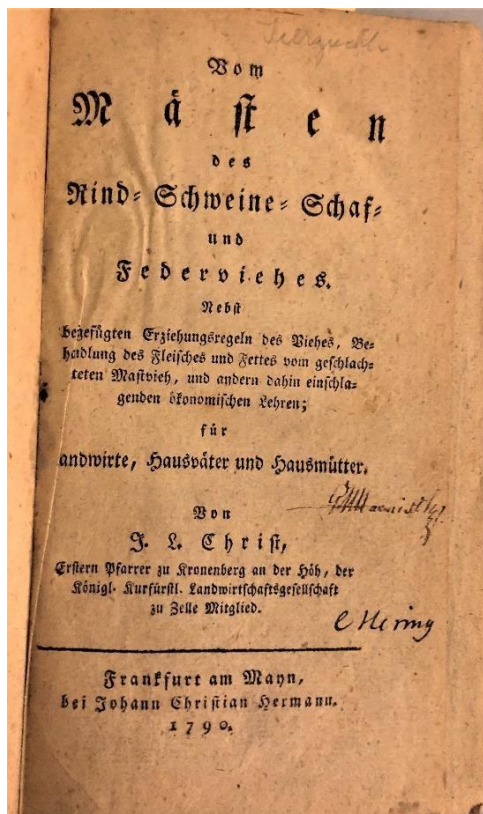 Vom
Mästen
des
Rind- Schweine- Schaf-
und
Federviehes.
Nebst
beigefügten Erziehungsregeln des Viehes, Be-
handlung des Fleisches und Fettes vom geschlach-
teten Mastvieh, und andern dahin einschla-
genden ökonomischen Lehren;
für
Landwirte, Hausväter und Hausmütter.
Von
J. L. Christ,
Erstern Pfarrer zu Kronenberg an der Höh, der
Königl. Kurfürstl. Landwirtschaftsgesellschaft
zu Zelle Mitglied.
C Hering
Frankfurt am Mayn,
bei Johann Christian Hermann.
1790.